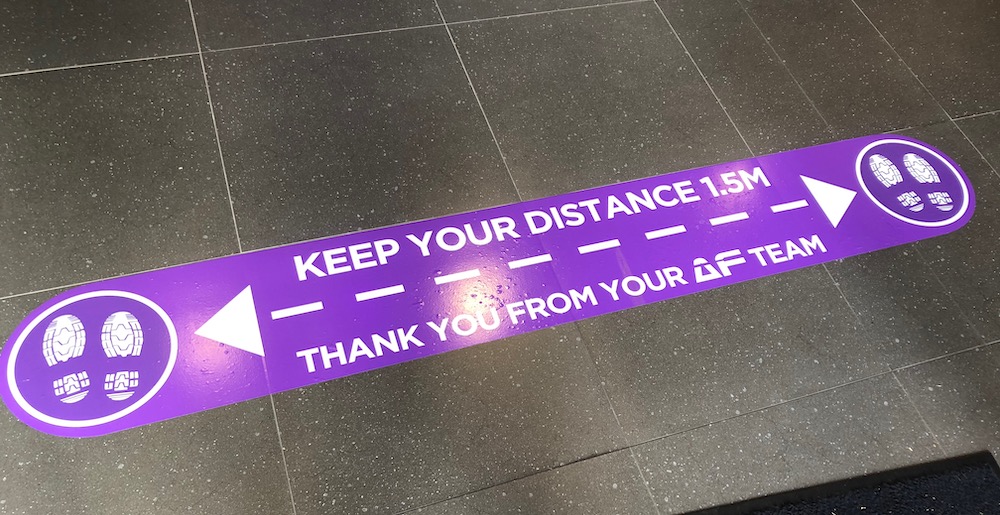 KEEP YOUR DISTANCE 1.5M
THANK YOU FROM YOUR AF TEAM